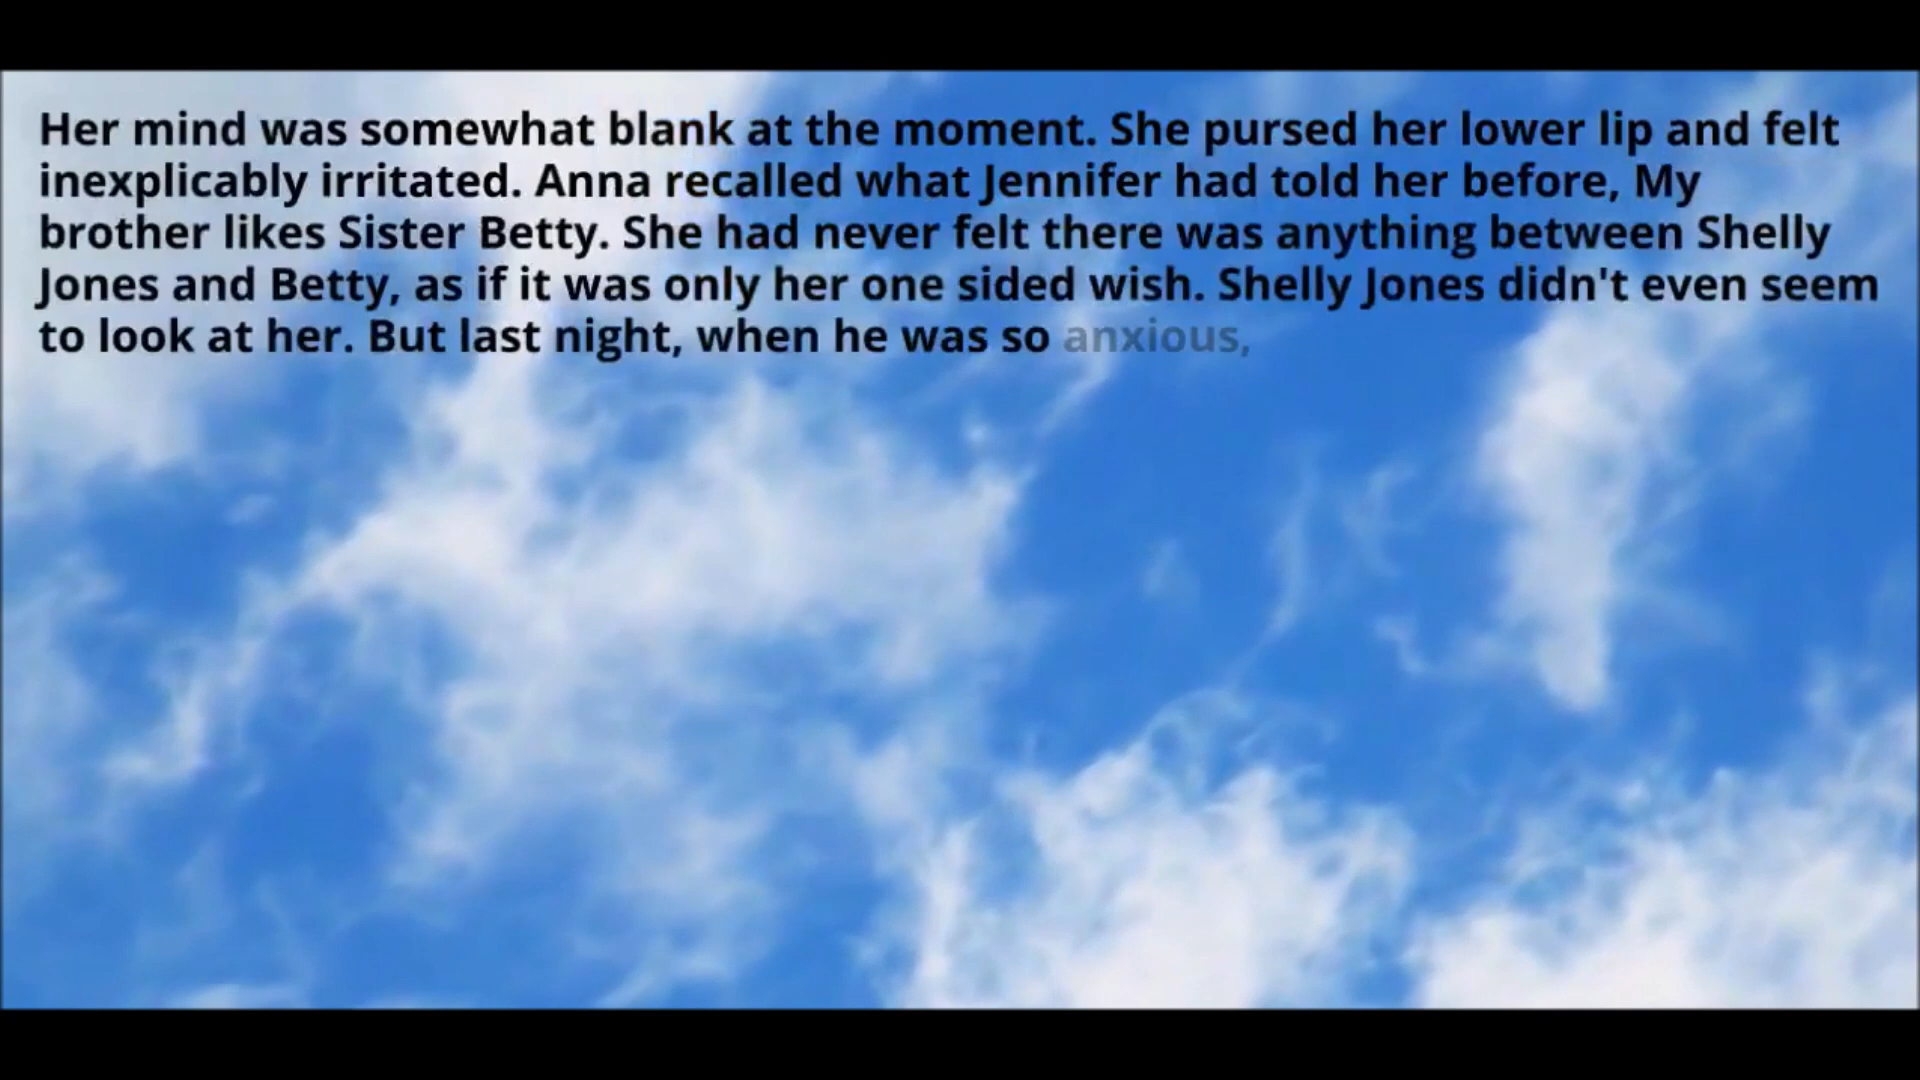 Her mind was somewhat blank at the moment. She pursed her lower lip and felt
inexplicably irritated. Anna recalled what Jennifer had told her before, My
brother likes Sister Betty. She had never felt there was anything between Shelly
Jones and Betty, as if it was only her one sided wish. Shelly Jones didn't even seem
to look at her. But last night, when he was so anxious,